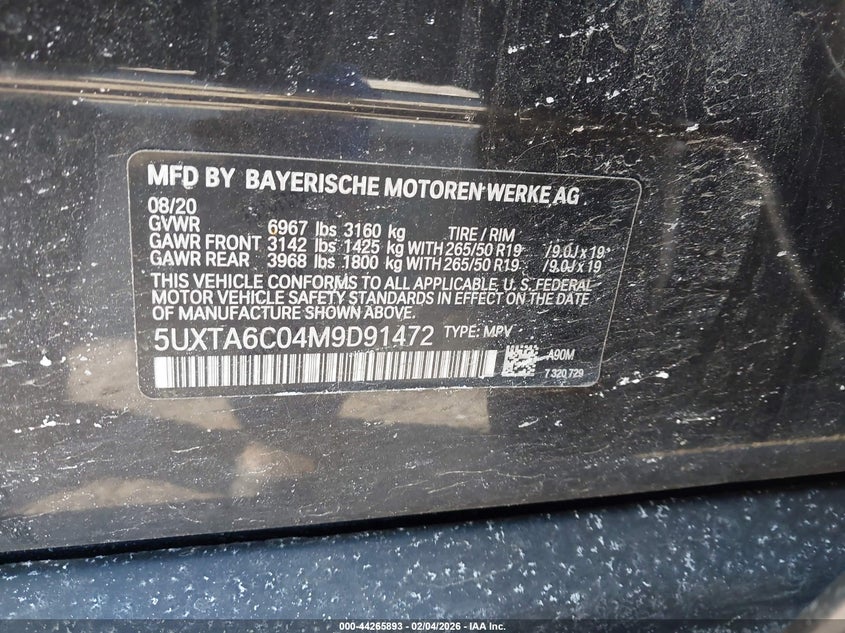 MFD BY BAYERISCHE MOTOREN WERKE AG
08/20
GVWR 6967 lbs 3160 kg TIRE / RIM
GAWR FRONT 3142 lbs 1425 kg WITH 265/50 R19 /9.0J x 19"
GAWR REAR 3968 lbs 1800 kg WITH 265/50 R19 /9.0J x 19
THIS VEHICLE CONFORMS TO ALL APPLICABLE U. S. FEDERAL
MOTOR VEHICLE SAFETY STANDARDS IN EFFECT ON THE DATE
OF MANUFACTURE SHOWN ABOVE.
5UXTA6C04M9D91472 TYPE: MPV
A90M
7 320 729
000-44265893 - 02/04/2026 - IAA Inc.